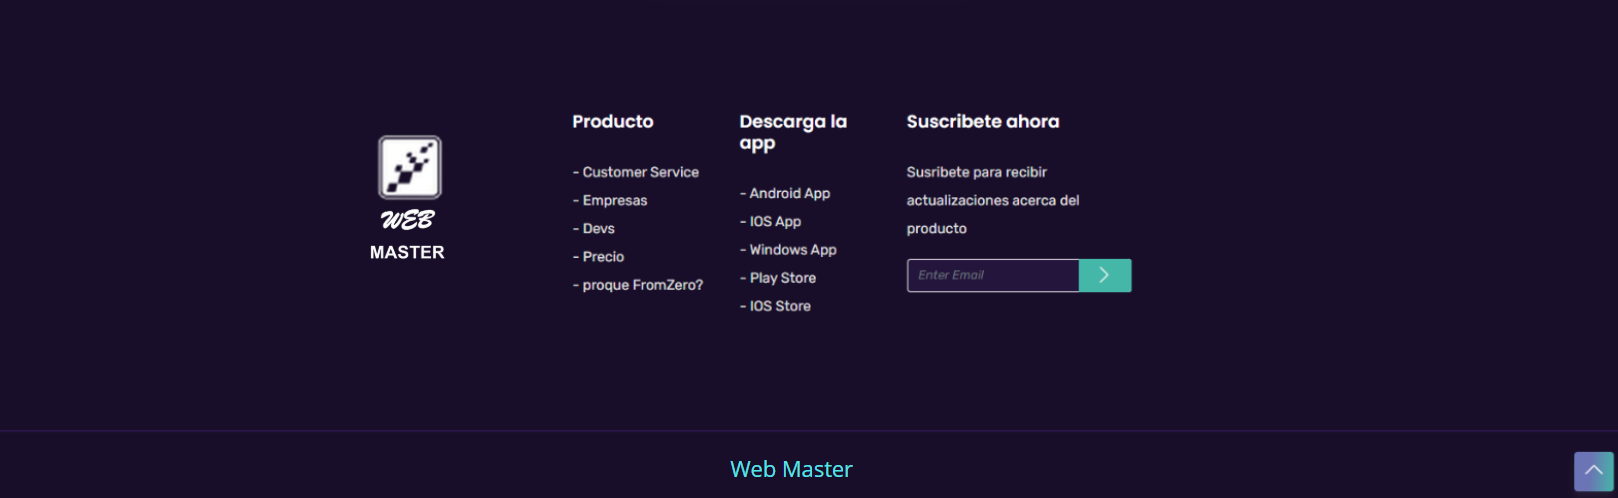 WEB
MASTER
Producto
- Customer Service
- Empresas
- Devs
- Precio
- proque FromZero?
Descarga la
app
- Android App
- IOS App
- Windows App
- Play Store
- IOS Store
Suscribete ahora
Susribete para recibir
actualizaciones acerca del
producto
Enter Email
Web Master